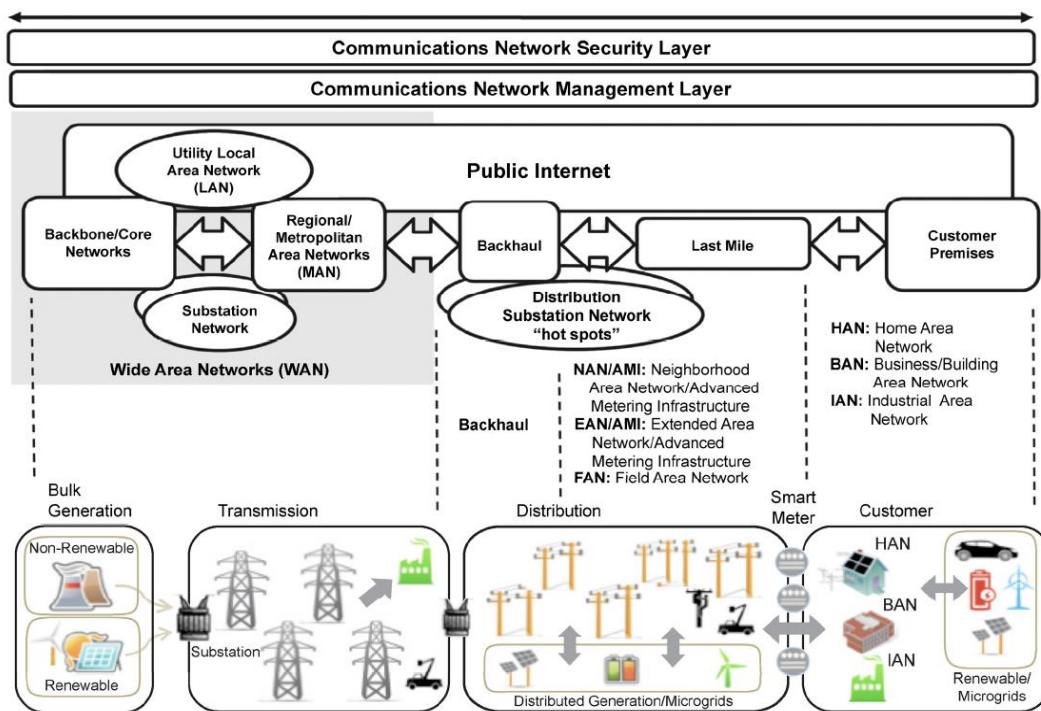 Communications Network Security Layer
Communications Network Management Layer
Utility Local
Area Network
(LAN)
Public Internet
Backbone/Core
Networks
Regional/
Metropolitan
Area Networks
(MAN)
Backhaul
Last Mile
Customer
Premises
Substation
Network
Distribution
Substation Network
“hot spots”
Wide Area Networks (WAN)
HAN: Home Area
Network
BAN: Business/Building
Area Network
IAN: Industrial Area
Network
Backhaul
NAN/AMI: Neighborhood
Area Network/Advanced
Metering Infrastructure
EAN/AMI: Extended Area
Network/Advanced
Metering Infrastructure
FAN: Field Area Network
Bulk
Generation
Transmission
Distribution
Smart
Meter
Customer
Non-Renewable
Renewable
Substation
Distributed Generation/Microgrids
HAN
BAN
IAN
Renewable/
Microgrids